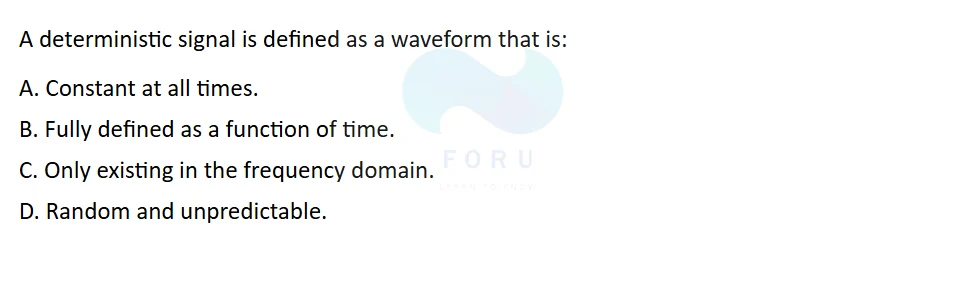 A deterministic signal is defined as a waveform that is:
A. Constant at all times.
B. Fully defined as a function of time.
C. Only existing in the frequency domain.
D. Random and unpredictable.
FORU